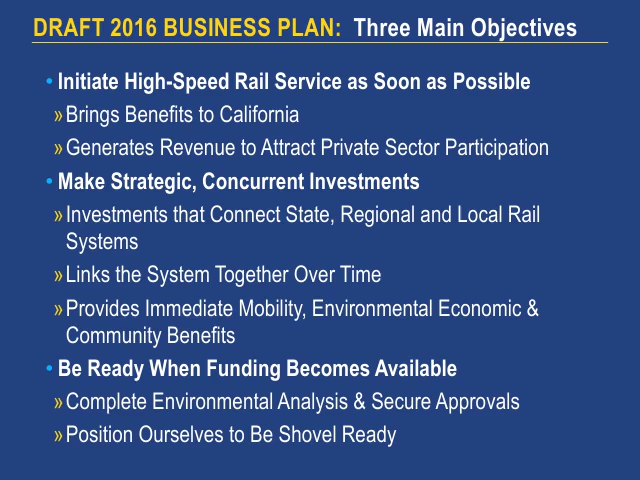 DRAFT 2016 BUSINESS PLAN: Three Main Objectives
• Initiate High-Speed Rail Service as Soon as Possible
» Brings Benefits to California
» Generates Revenue to Attract Private Sector Participation
• Make Strategic, Concurrent Investments
» Investments that Connect State, Regional and Local Rail
Systems
» Links the System Together Over Time
» Provides Immediate Mobility, Environmental Economic &
Community Benefits
• Be Ready When Funding Becomes Available
» Complete Environmental Analysis & Secure Approvals
» Position Ourselves to Be Shovel Ready